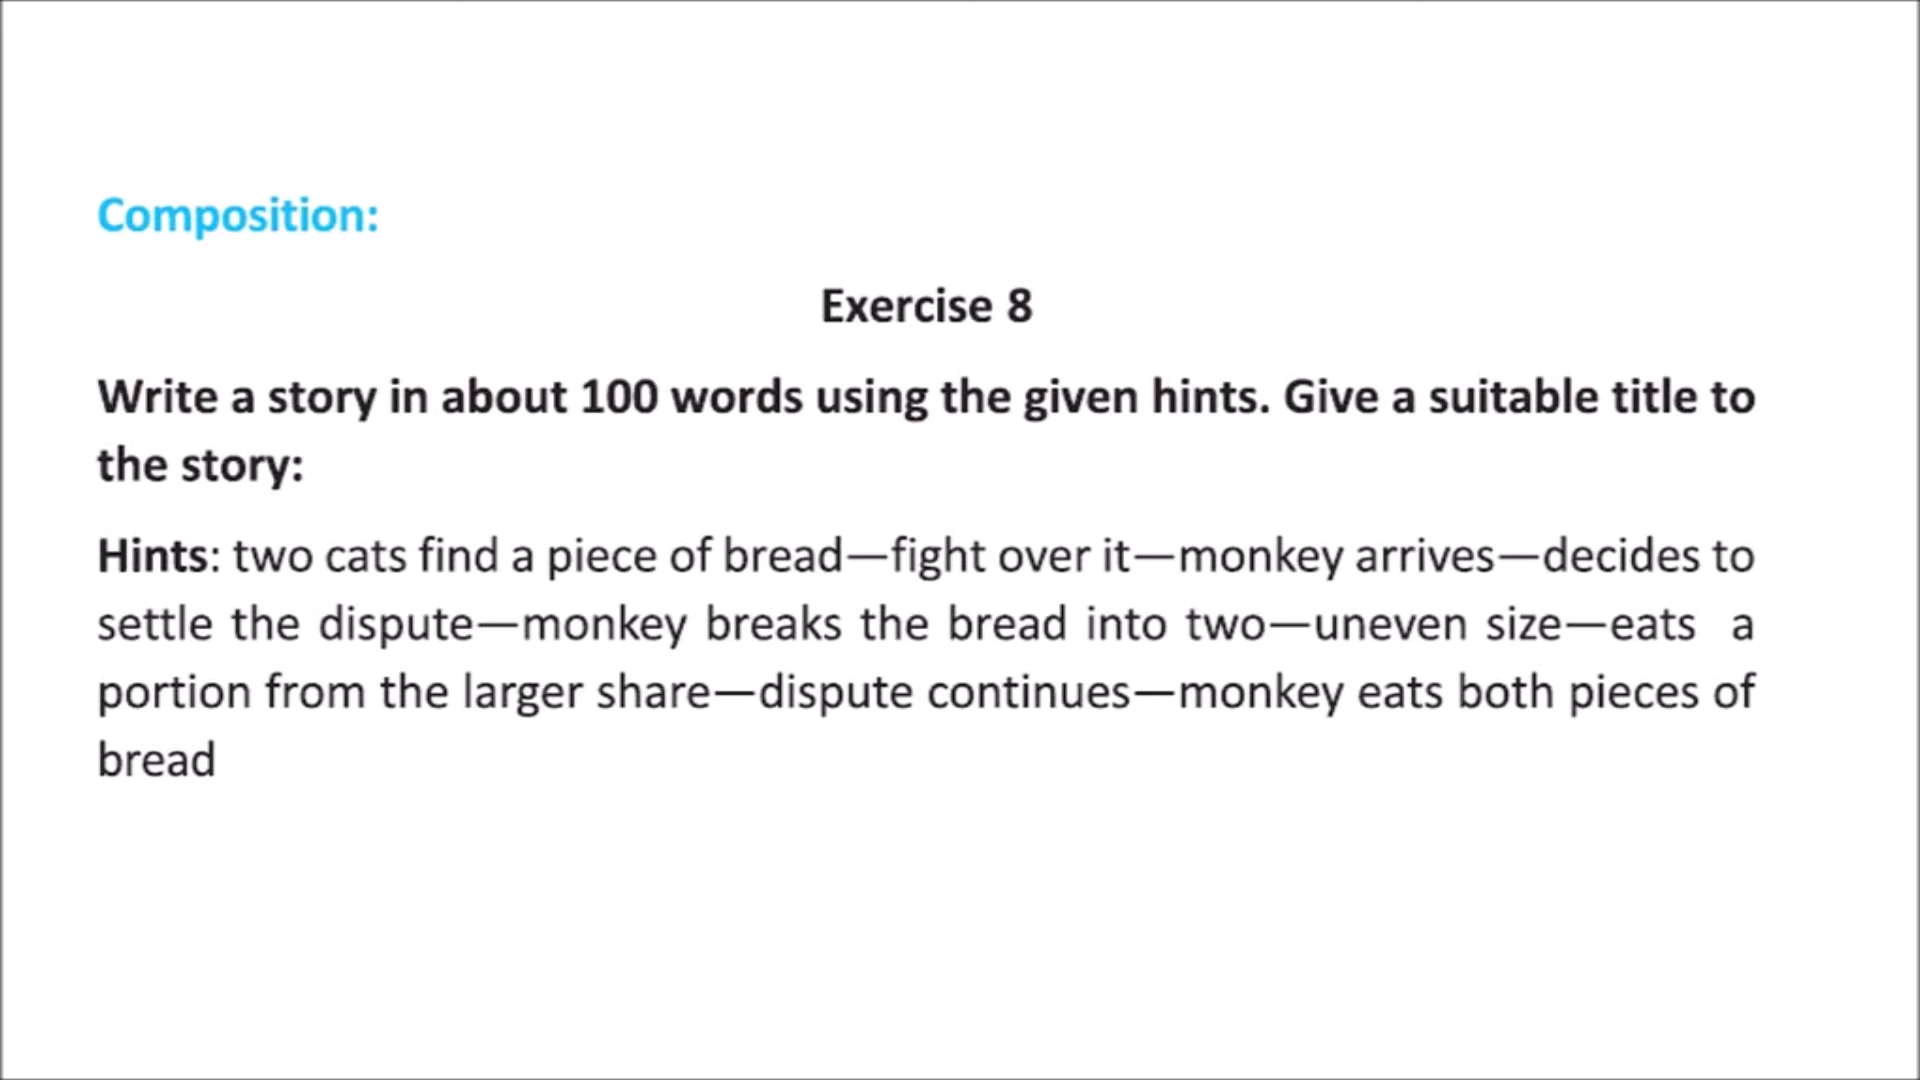 Composition:
Exercise 8
Write a story in about 100 words using the given hints. Give a suitable title to
the story:
Hints: two cats find a piece of bread—fight over it—monkey arrives—decides to
settle the dispute—monkey breaks the bread into two—uneven size—eats a
portion from the larger share—dispute continues—monkey eats both pieces of
bread